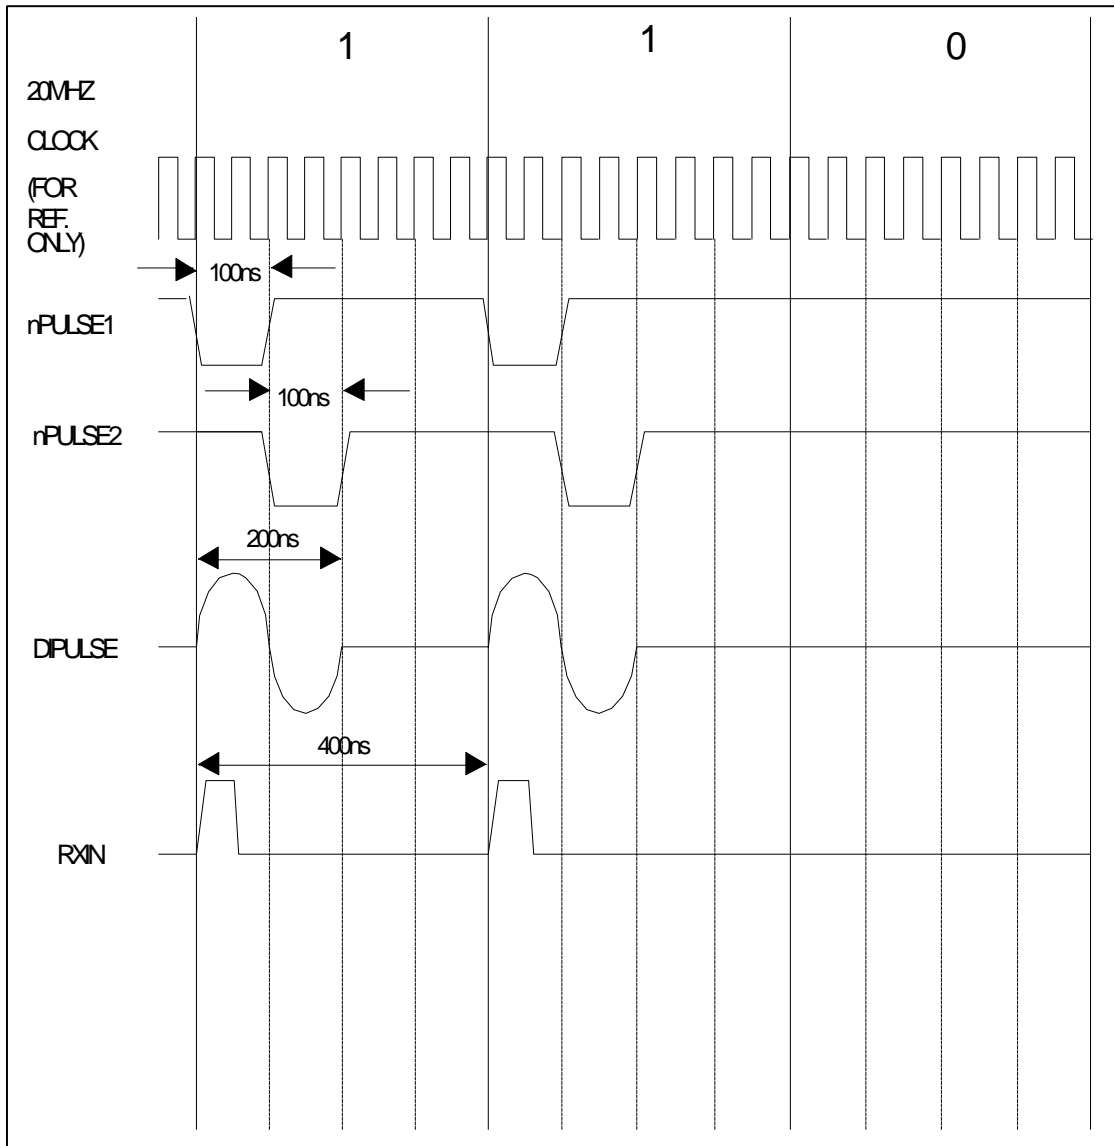 1 1 0
20MHZ
CLOCK
(FOR
REF.
ONLY)
100ns
nPULSE1
100ns
nPULSE2
200ns
DIPULSE
400ns
RXIN